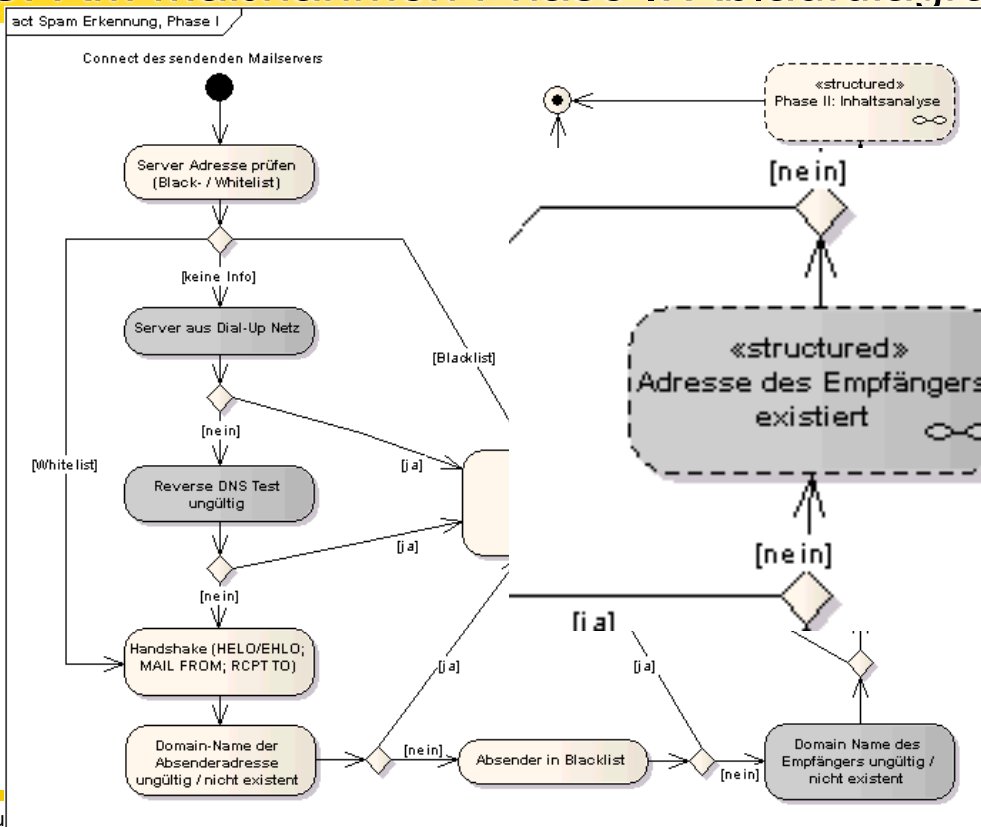 act Spam Erkennung, Phase I
Connect des sendenden Mailservers
Server Adresse prüfen
(Black- / Whitelist)
[keine Info]
Server aus Dial-Up Netz
[Blacklist]
[nein]
[ja]
[Whitelist]
Reverse DNS Test
ungültig
[ja]
[nein]
Handshake (HELO/EHLO;
MAIL FROM; RCPT TO)
Domain-Name der
Absenderadresse
ungültig / nicht existent
[nein]
[ja]
Absender in Blacklist
[ja]
[nein]
Domain Name des
Empfängers ungültig /
nicht existent
[ja]
[nein]
«structured»
Adresse des Empfängers
existiert
[nein]
«structured»
Phase II: Inhaltsanalyse